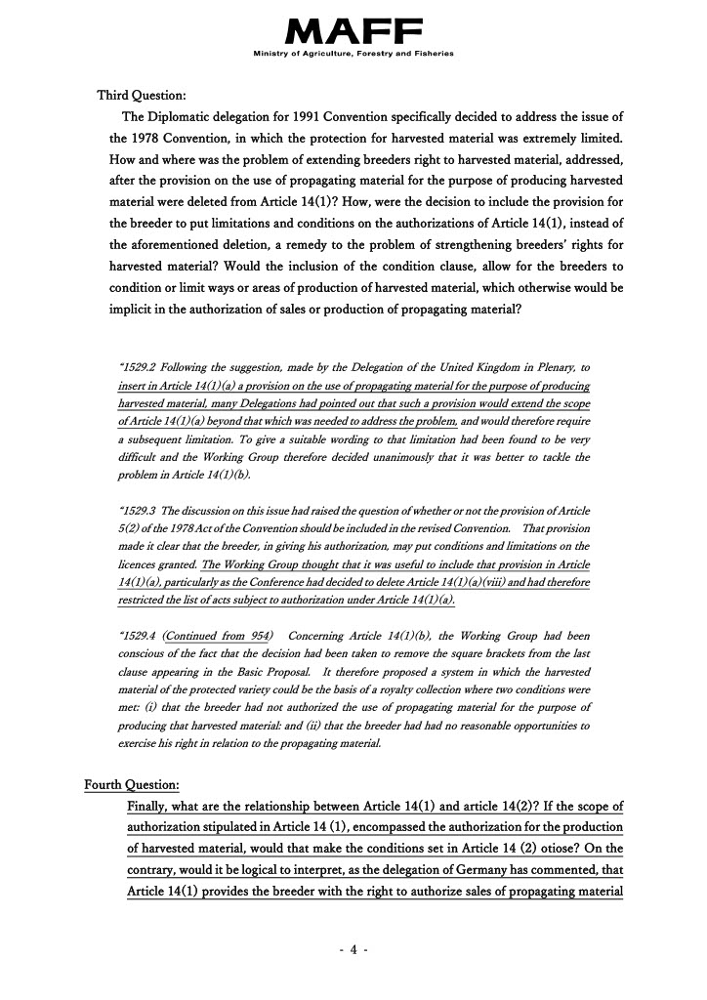 MAFF
Ministry of Agriculture, Forestry and Fisheries
Third Question:
The Diplomatic delegation for 1991 Convention specifically decided to address the issue of
the 1978 Convention, in which the protection for harvested material was extremely limited.
How and where was the problem of extending breeders right to harvested material, addressed,
after the provision on the use of propagating material for the purpose of producing harvested
material were deleted from Article 14(1)? How, were the decision to include the provision for
the breeder to put limitations and conditions on the authorizations of Article 14(1), instead of
the aforementioned deletion, a remedy to the problem of strengthening breeders' rights for
harvested material? Would the inclusion of the condition clause, allow for the breeders to
condition or limit ways or areas of production of harvested material, which otherwise would be
implicit in the authorization of sales or production of propagating material?
"1529.2 Following the suggestion, made by the Delegation of the United Kingdom in Plenary, to
insert in Article 14(1)(a) a provision on the use of propagating material for the purpose of producing
harvested material, many Delegations had pointed out that such a provision would extend the scope
of Article 14(1)(a) beyond that which was needed to address the problem, and would therefore require
a subsequent limitation. To give a suitable wording to that limitation had been found to be very
difficult and the Working Group therefore decided unanimously that it was better to tackle the
problem in Article 14(1)(b).
"1529.3 The discussion on this issue had raised the question of whether or not the provision of Article
5(2) of the 1978 Act of the Convention should be included in the revised Convention. That provision
made it clear that the breeder, in giving his authorization, may put conditions and limitations on the
licences granted. The Working Group thought that it was useful to include that provision in Article
14(1)(a), particularly as the Conference had decided to delete Article 14(1)(a)(viii) and had therefore
restricted the list of acts subject to authorization under Article 14(1)(a).
"1529.4 (Continued from 954) Concerning Article 14(1)(b), the Working Group had been
conscious of the fact that the decision had been taken to remove the square brackets from the last
clause appearing in the Basic Proposal. It therefore proposed a system in which the harvested
material of the protected variety could be the basis of a royalty collection where two conditions were
met: (i) that the breeder had not authorized the use of propagating material for the purpose of
producing that harvested material: and (ii) that the breeder had had no reasonable opportunities to
exercise his right in relation to the propagating material.
Fourth Question:
Finally, what are the relationship between Article 14(1) and article 14(2)? If the scope of
authorization stipulated in Article 14 (1), encompassed the authorization for the production
of harvested material, would that make the conditions set in Article 14 (2) otiose? On the
contrary, would it be logical to interpret, as the delegation of Germany has commented, that
Article 14(1) provides the breeder with the right to authorize sales of propagating material
- 4 -